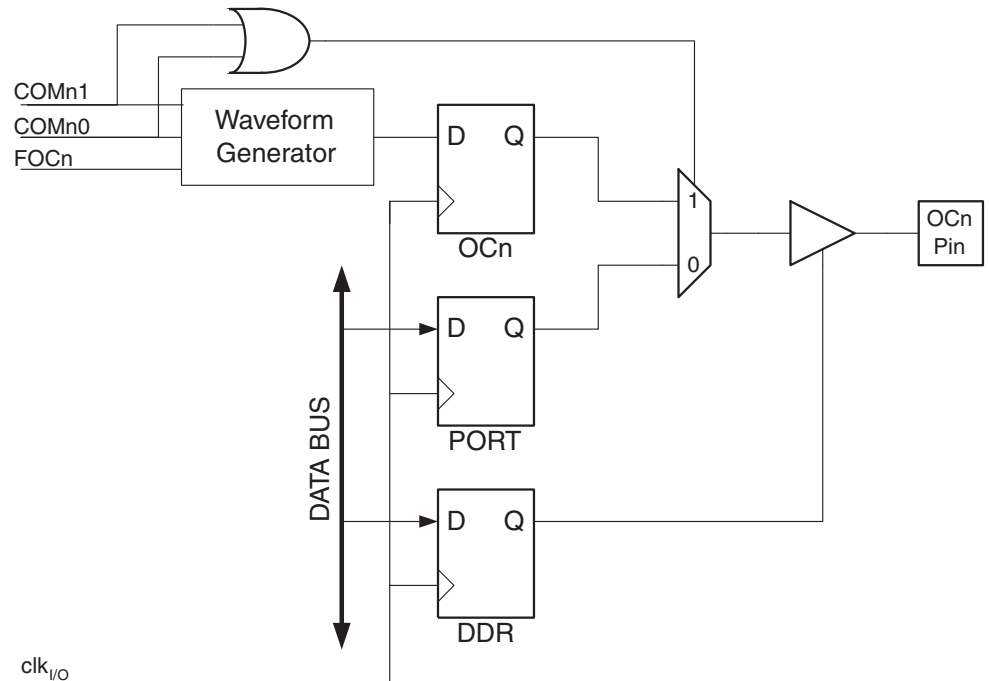 COMn1
COMn0
FOCn
Waveform
Generator
D Q
OCn
1
0
OCn
Pin
D Q
PORT
DATA BUS
D Q
DDR
clkI/O